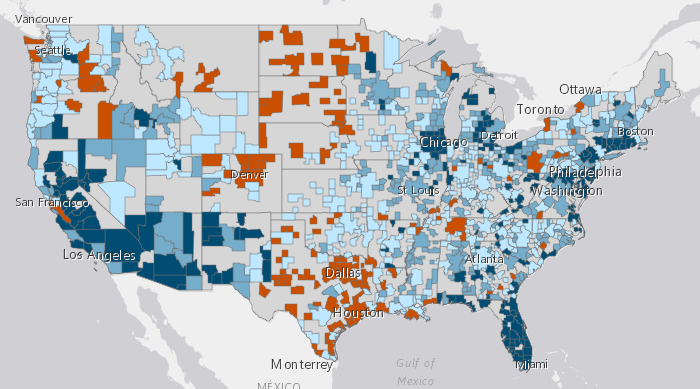 Vancouver
Seattle
Ottawa
Toronto
Boston
Detroit
Chicago
Philadelphia
Denver
St Louis
Washington
San Francisco
Los Angeles
Atlanta
Dallas
Houston
Monterrey
Miami
Gulf of
Mexico
MÉXICO